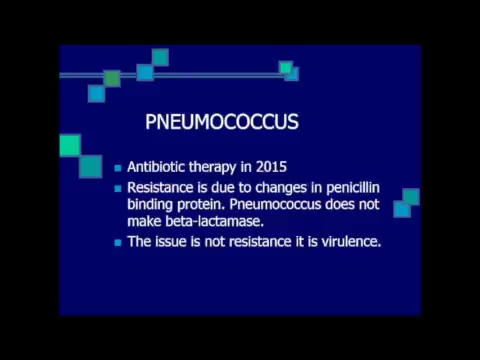 PNEUMOCOCCUS
Antibiotic therapy in 2015
Resistance is due to changes in penicillin
binding protein. Pneumococcus does not
make beta-lactamase.
The issue is not resistance it is virulence.